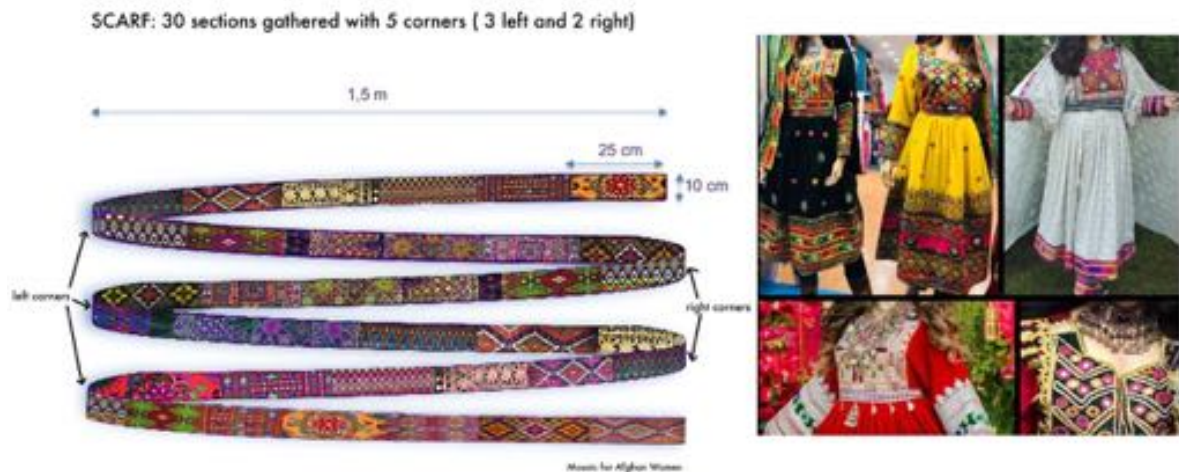 SCARF: 30 sections gathered with 5 corners ( 3 left and 2 right)
1,5 m
25 cm
10 cm
left corners
right corners
Mosaic for Afghan Women